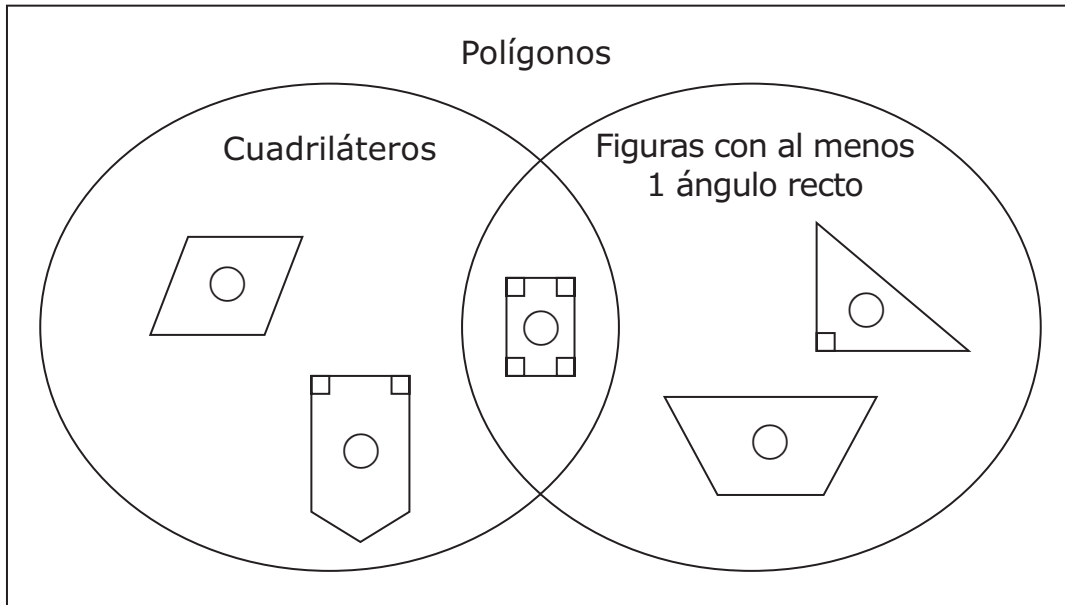 Polígonos
Cuadriláteros
Figuras con al menos
1 ángulo recto